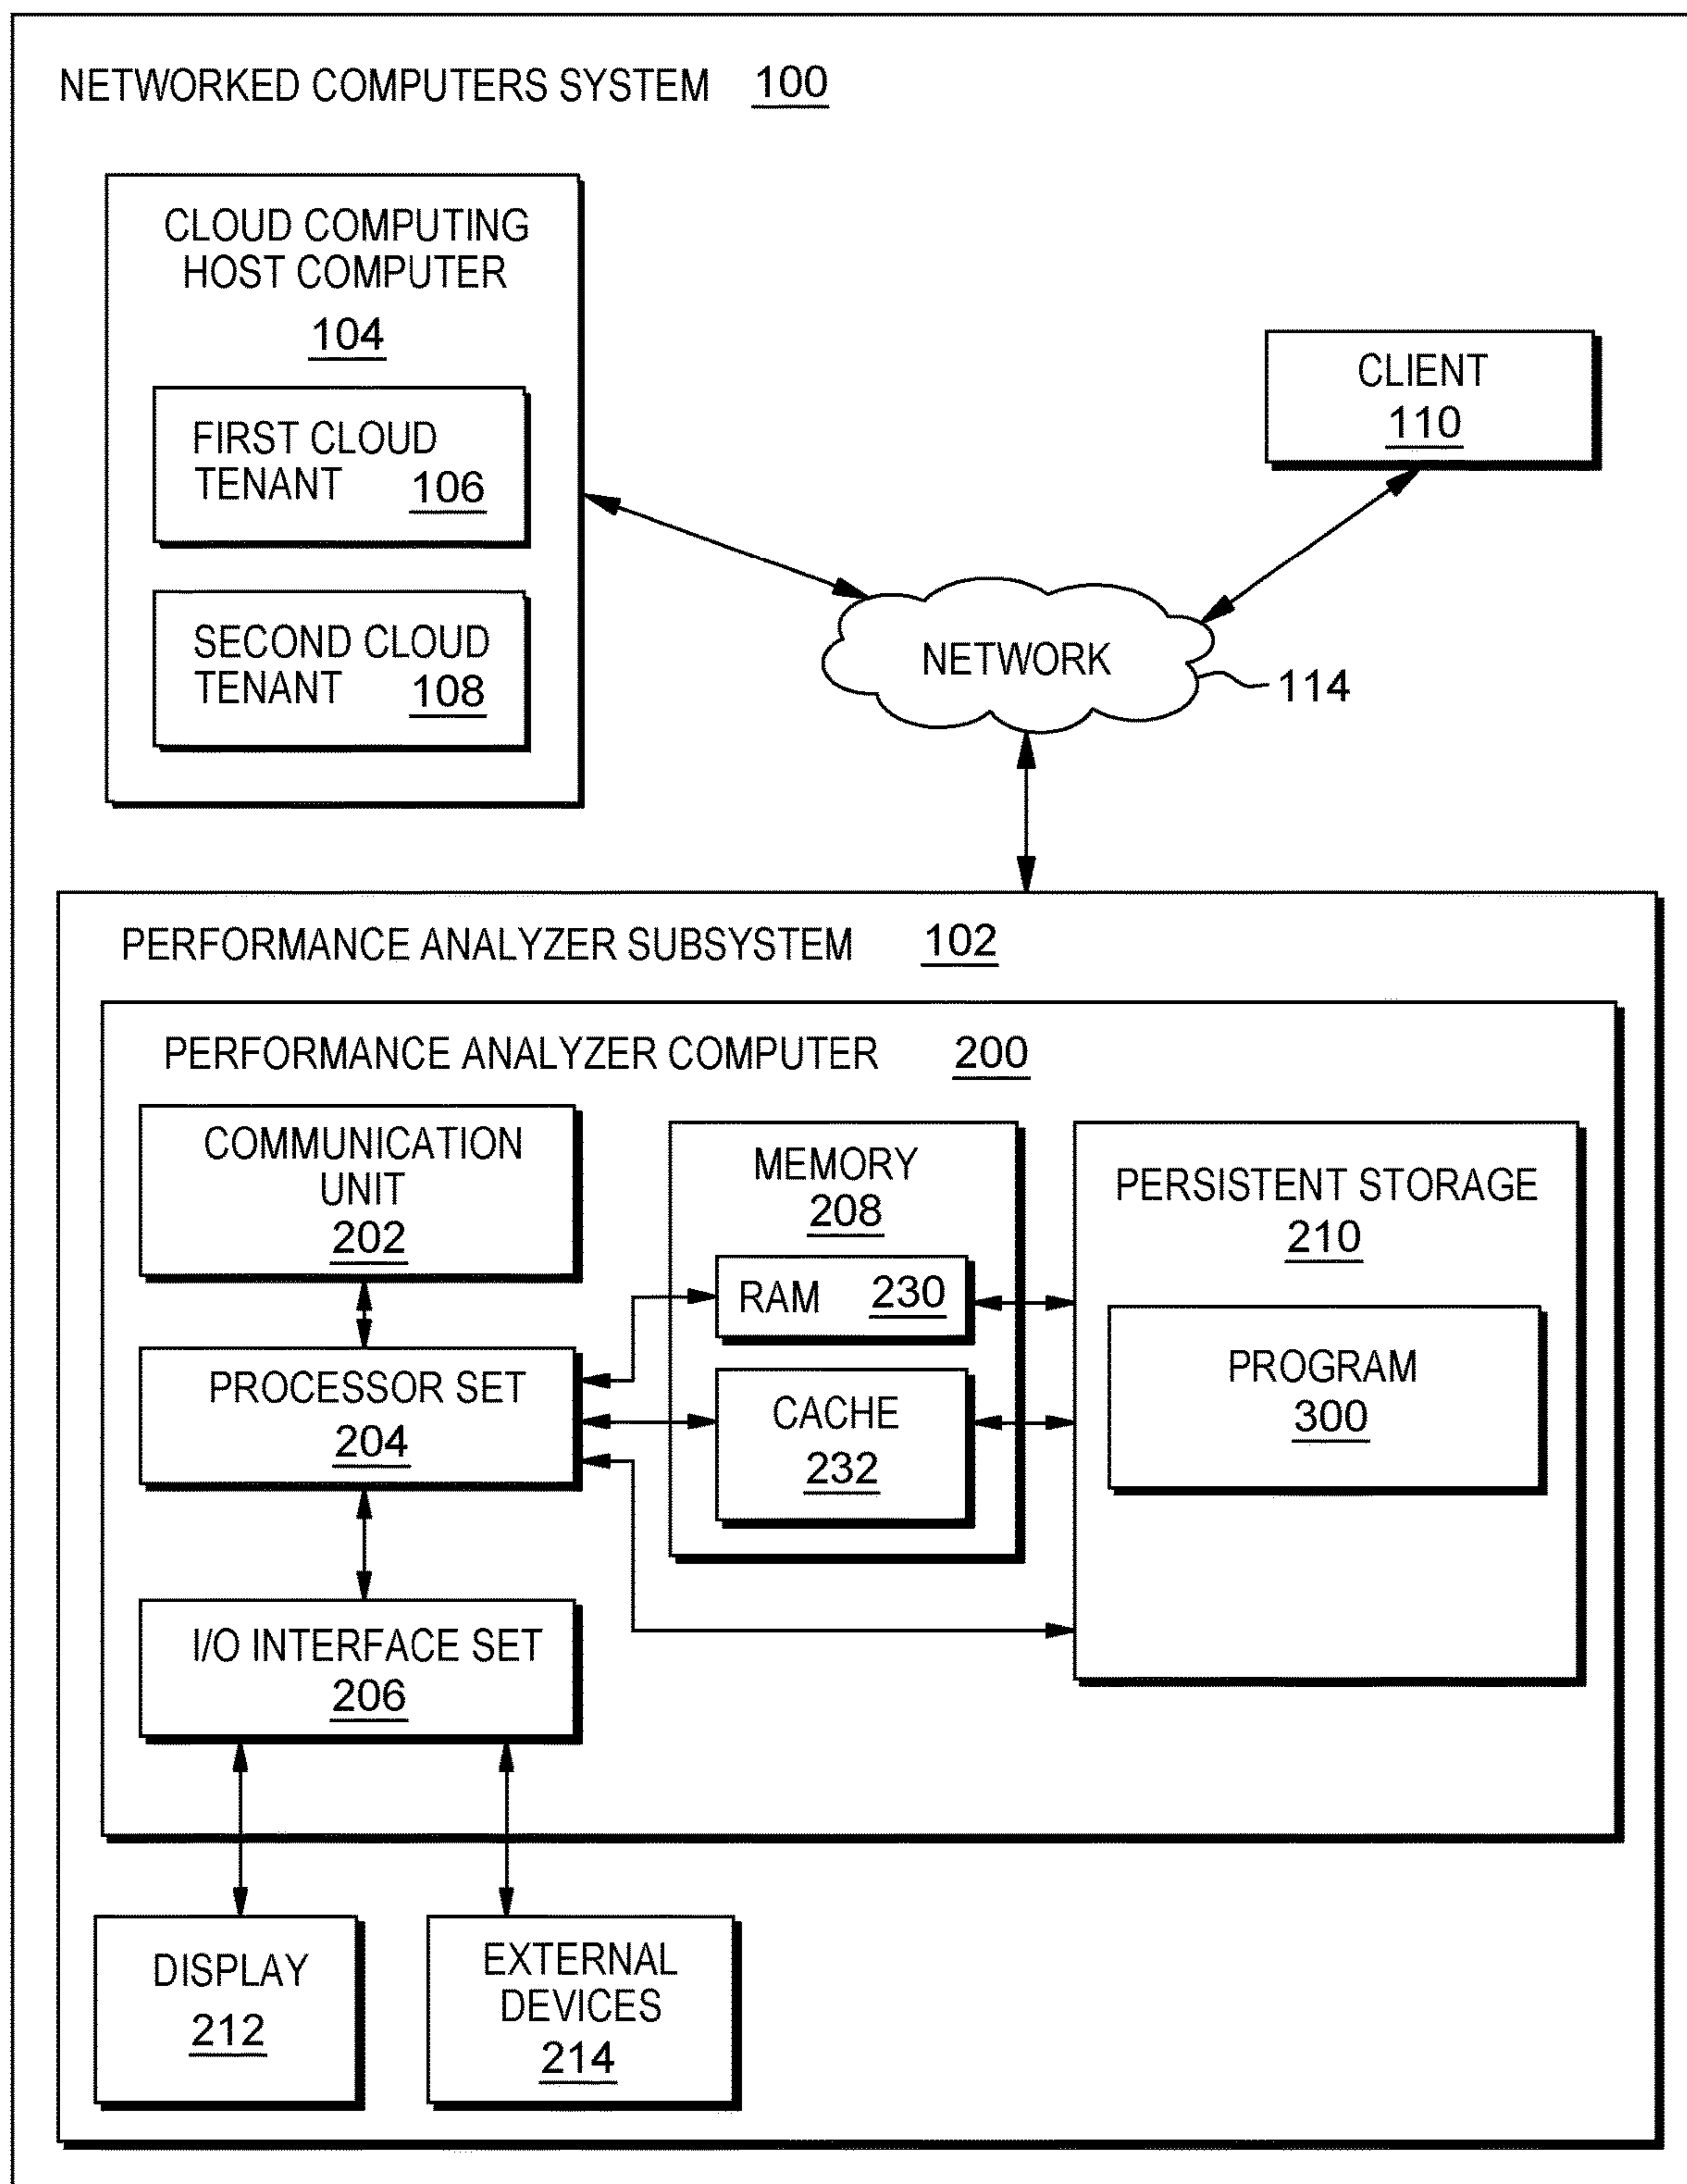 NETWORKED COMPUTERS SYSTEM 100
CLOUD COMPUTING
HOST COMPUTER
104
FIRST CLOUD
TENANT 106
SECOND CLOUD
TENANT 108
CLIENT
110
NETWORK
114
PERFORMANCE ANALYZER SUBSYSTEM 102
PERFORMANCE ANALYZER COMPUTER 200
COMMUNICATION
UNIT
202
PROCESSOR SET
204
I/O INTERFACE SET
206
MEMORY
208
RAM 230
CACHE
232
PERSISTENT STORAGE
210
PROGRAM
300
DISPLAY
212
EXTERNAL
DEVICES
214